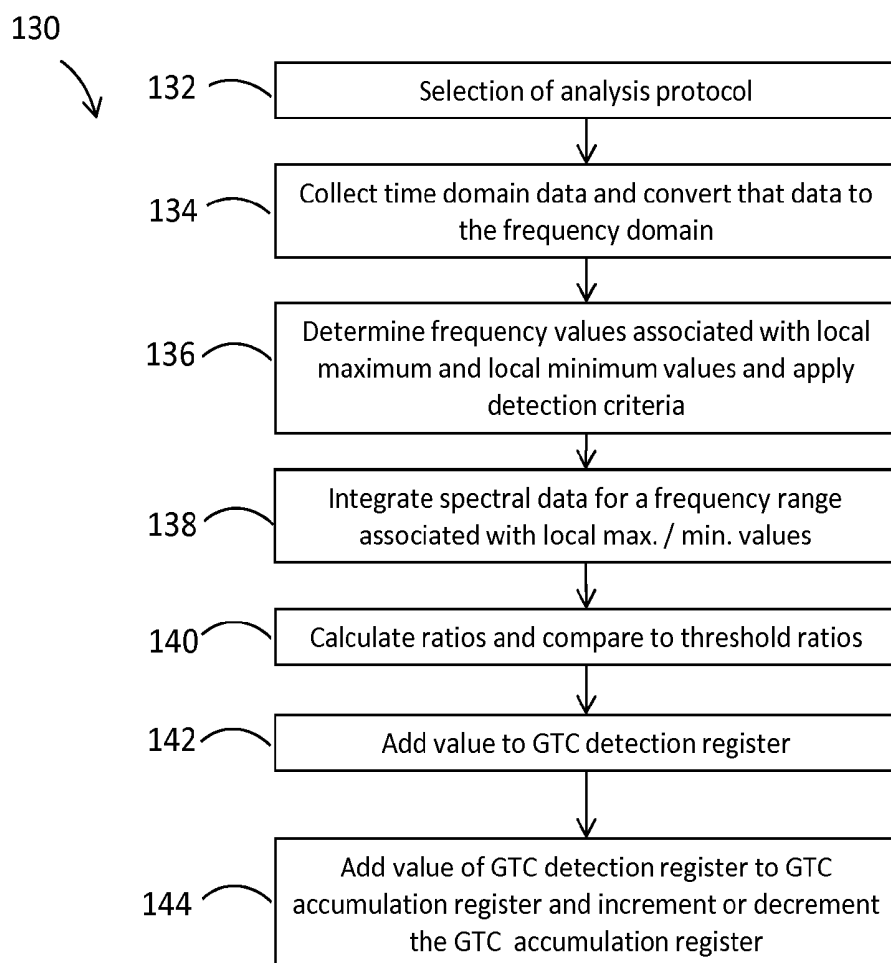 130
132
Selection of analysis protocol
134
Collect time domain data and convert that data to
the frequency domain
136
Determine frequency values associated with local
maximum and local minimum values and apply
detection criteria
138
Integrate spectral data for a frequency range
associated with local max. / min. values
140
Calculate ratios and compare to threshold ratios
142
Add value to GTC detection register
144
Add value of GTC detection register to GTC
accumulation register and increment or decrement
the GTC accumulation register